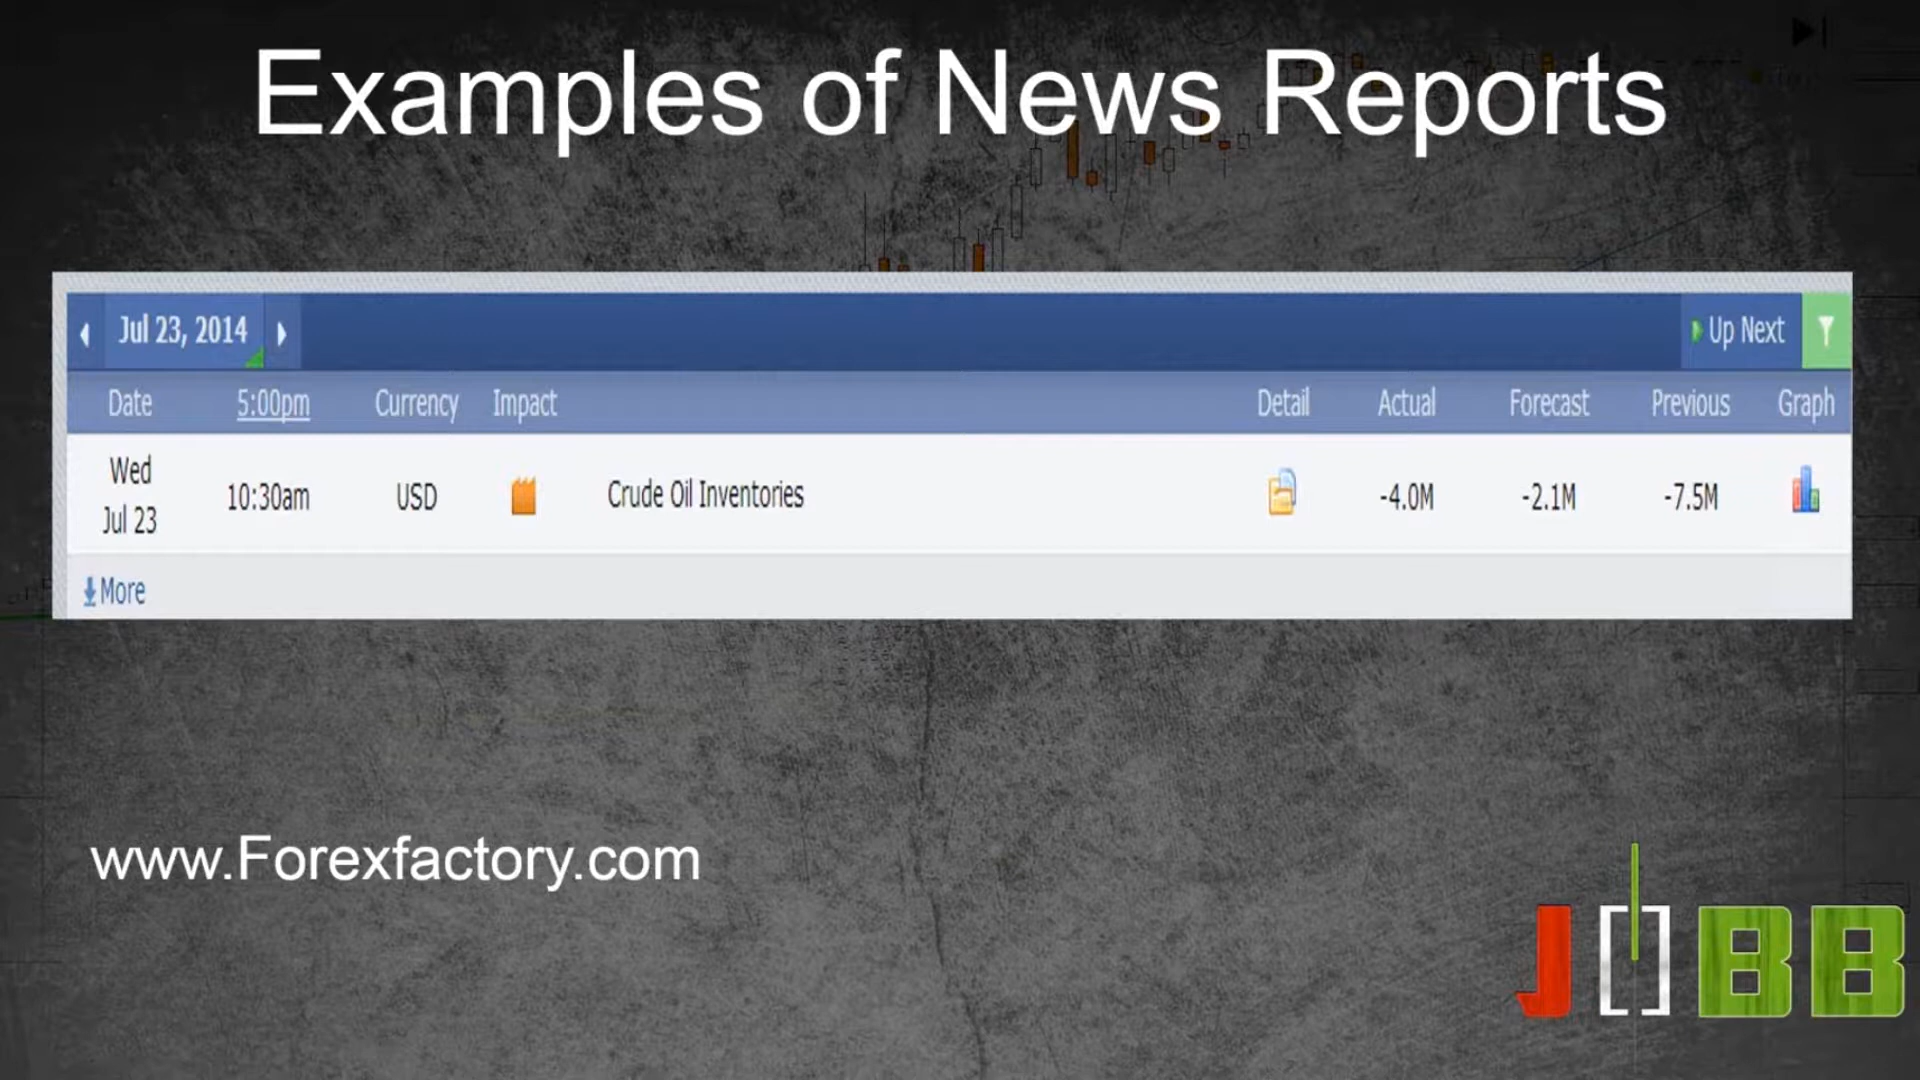 Examples of News Reports
Jul 23, 2014 Up Next
Date 5:00pm Currency Impact Detail Actual Forecast Previous Graph
Wed
Jul 23 10:30am USD Crude Oil Inventories -4.0M -2.1M -7.5M
More
www.Forexfactory.com
J[]BB